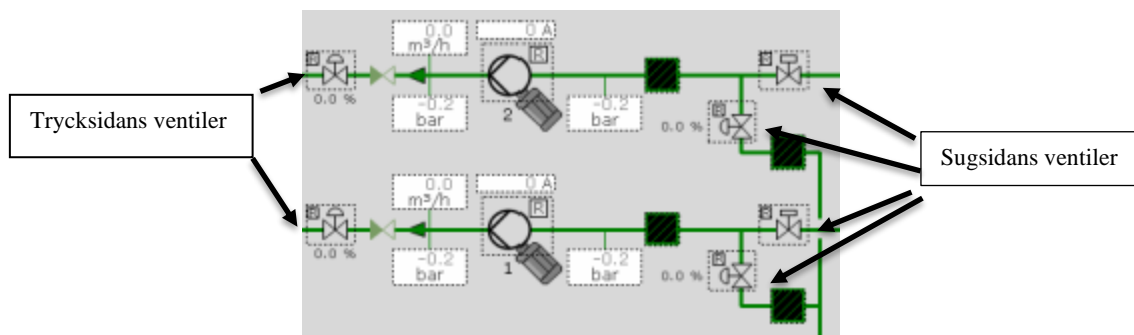 0.0
m³/h
0 A
R
R
R
0.0 %
-0.2
bar
2
-0.2
bar
0.0 %
R
Trycksidans ventiler
Sugsidans ventiler
0.0
m³/h
0 A
R
R
R
0.0 %
-0.2
bar
1
-0.2
bar
0.0 %
R